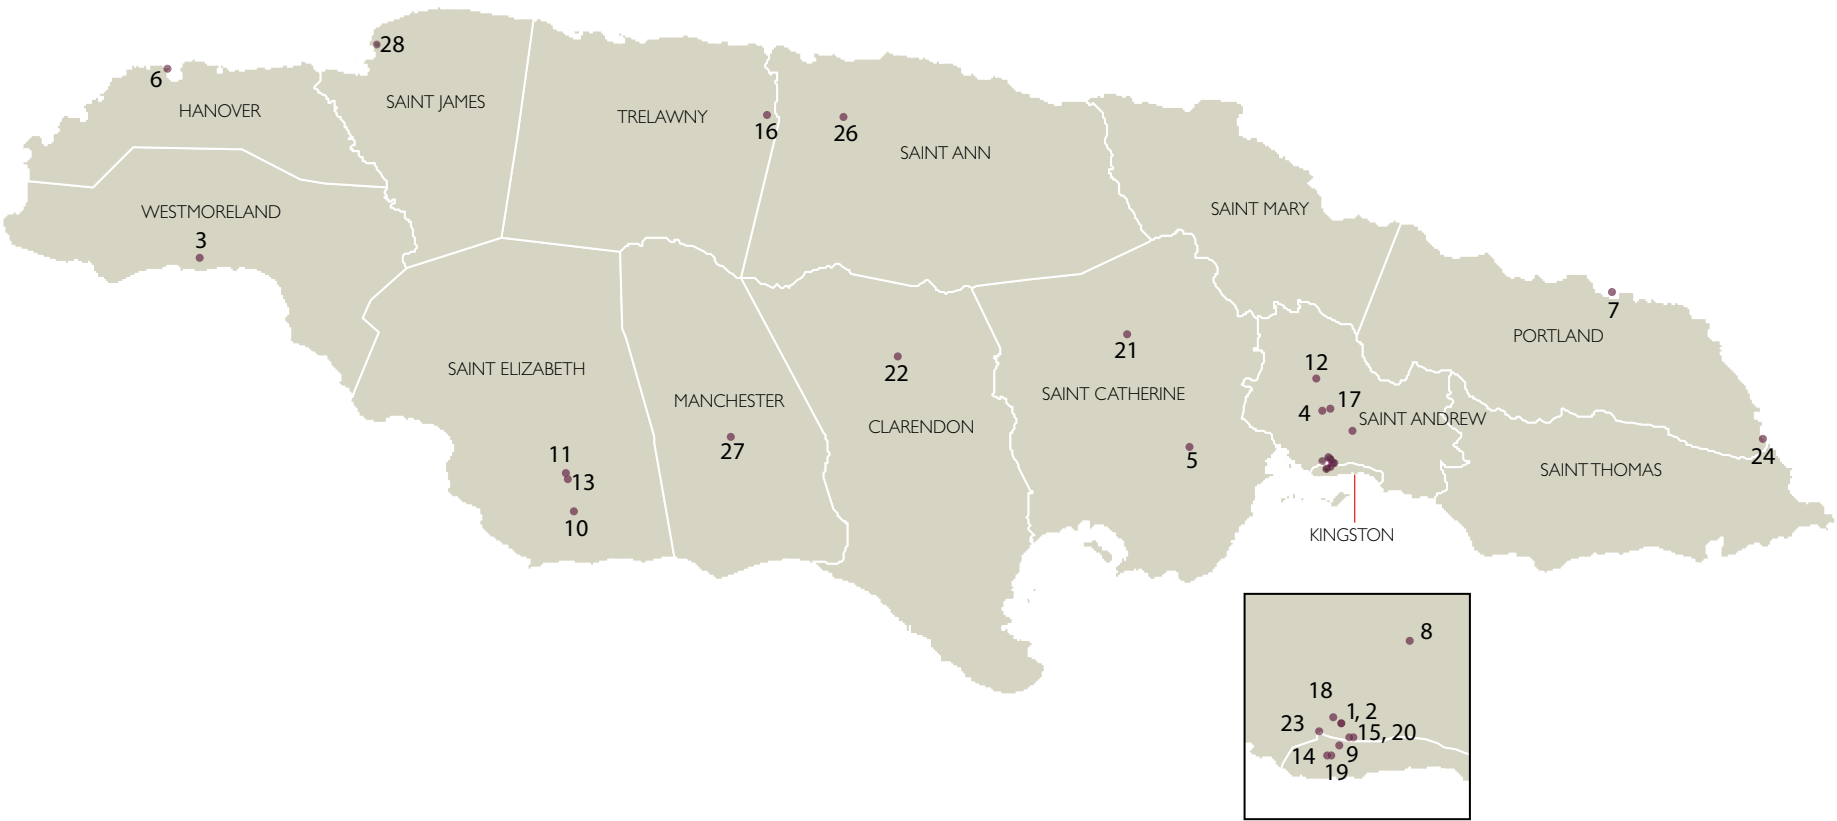 28
6
SAINT JAMES
HANOVER
TRELAWNY
16
26
SAINT ANN
WESTMORELAND
SAINT MARY
3
7
PORTLAND
21
12
SAINT ELIZABETH
22
SAINT CATHERINE
MANCHESTER
17
4
SAINT ANDREW
CLARENDON
27
11
5
24
13
SAINT THOMAS
10
KINGSTON
8
18
1, 2
23
15, 20
14
9
19